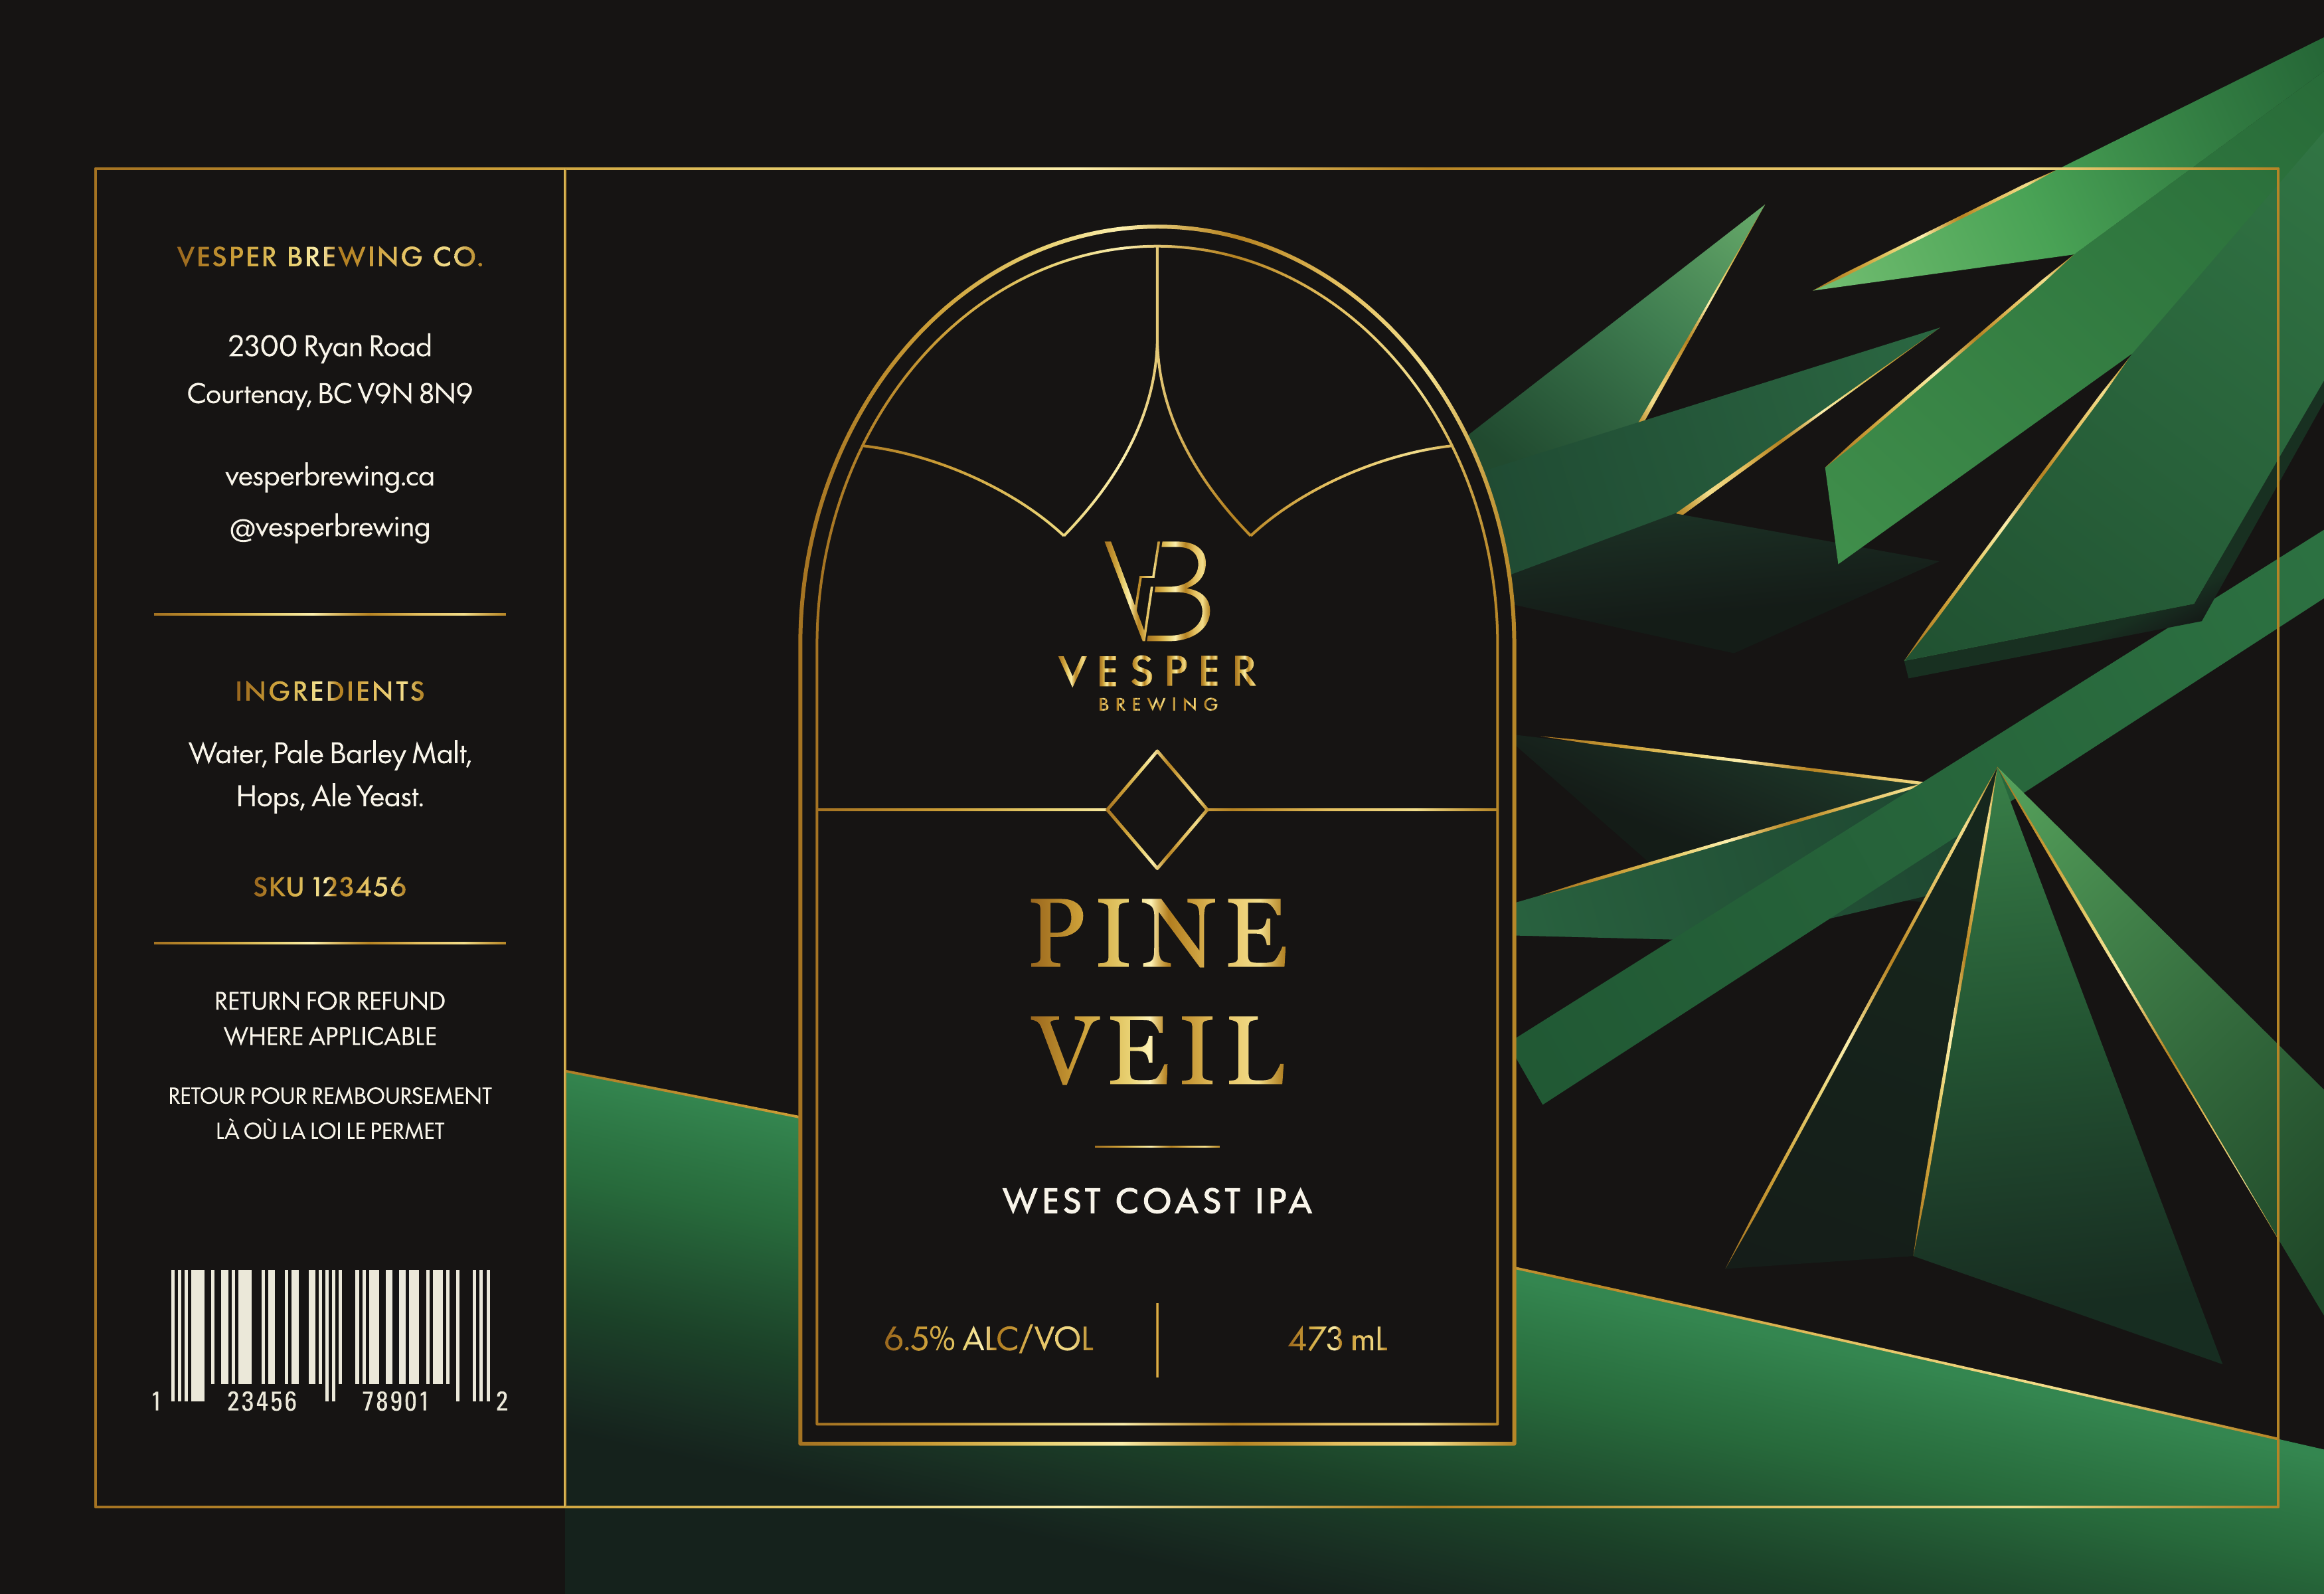 VESPER BREWING CO.
2300 Ryan Road
Courtenay, BC V9N 8N9
vesperbrewing.ca
@vesperbrewing
INGREDIENTS
Water, Pale Barley Malt,
Hops, Ale Yeast.
SKU 123456
RETURN FOR REFUND
WHERE APPLICABLE
RETOUR POUR REMBOURSEMENT
LÀ OÙ LA LOI LE PERMET
1 23456 78901 2
VB
VESPER
BREWING
PINE
VEIL
WEST COAST IPA
6.5% ALC/VOL
473 mL